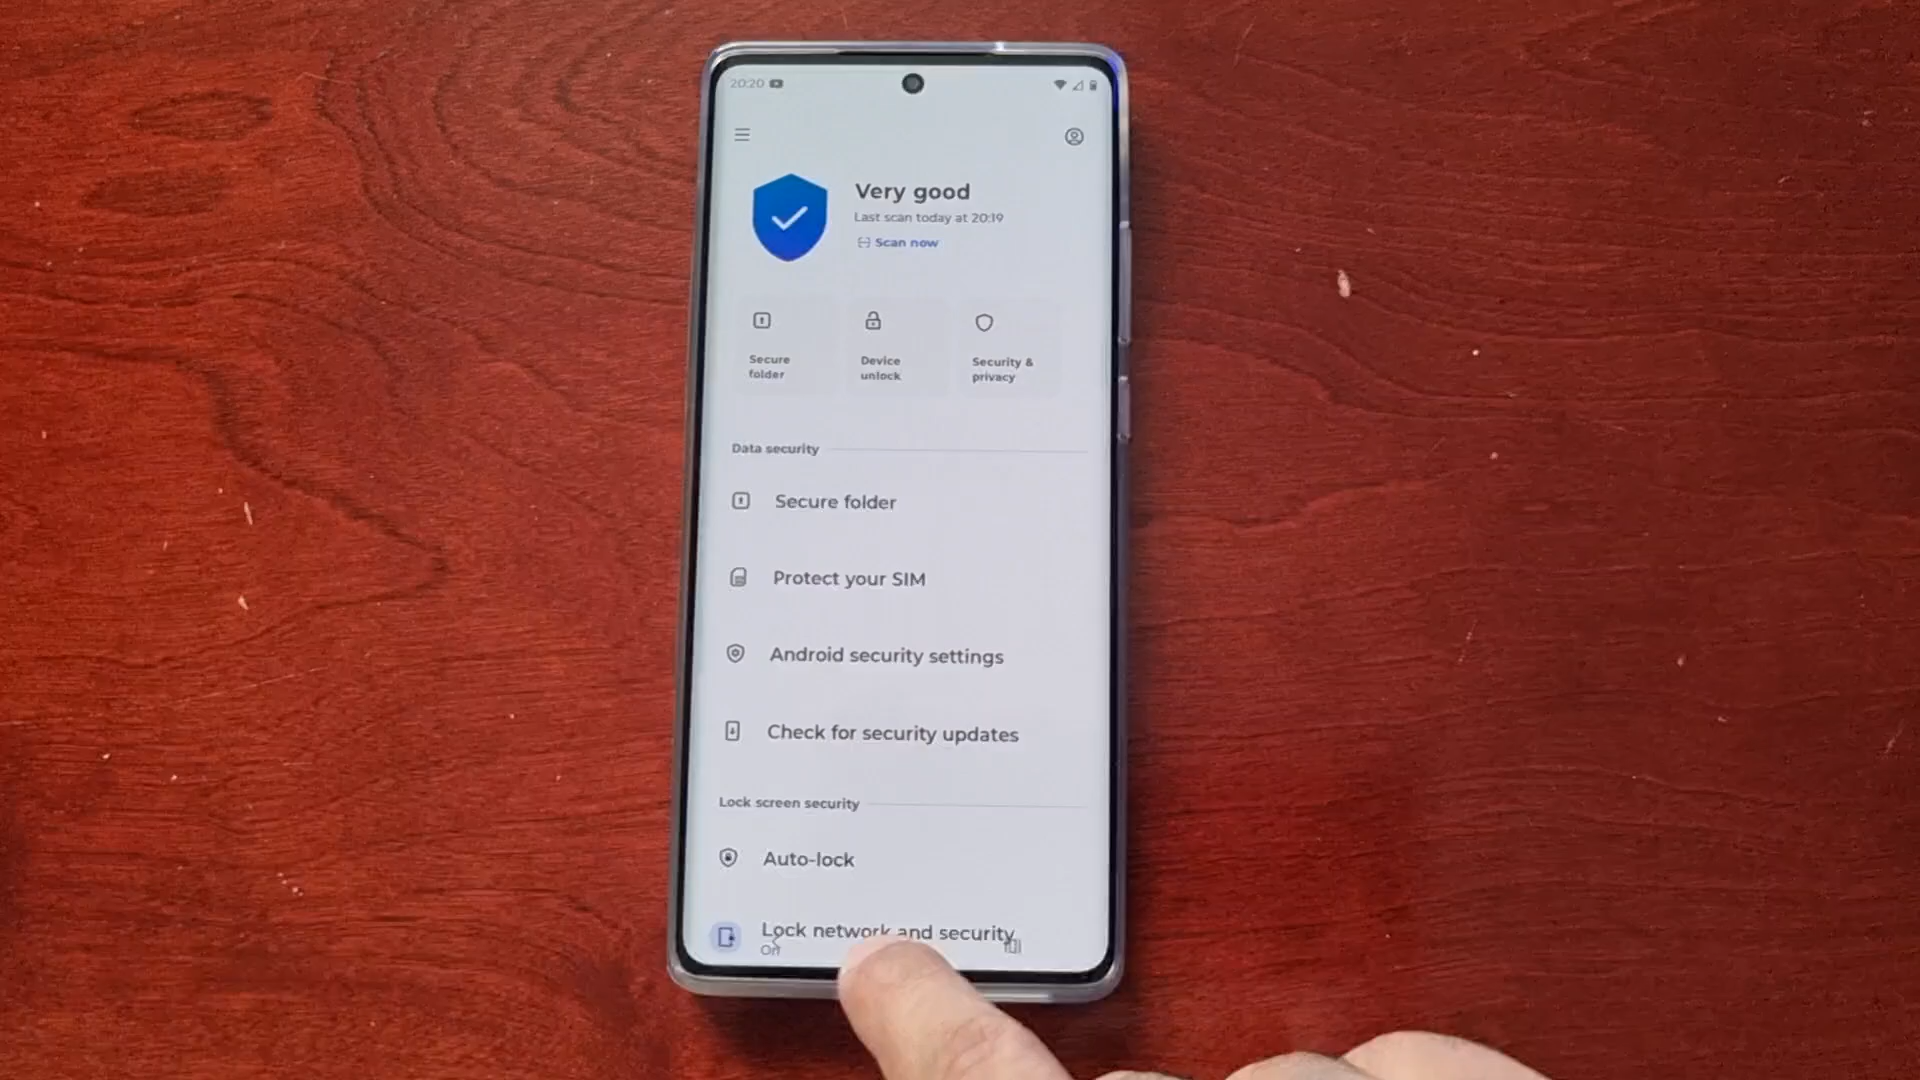 20:20
Very good
Last scan today at 20:19
Scan now
Secure
folder
Device
unlock
Security &
privacy
Data security
Secure folder
Protect your SIM
Android security settings
Check for security updates
Lock screen security
Auto-lock
Lock network and security
On